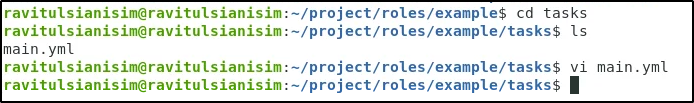 ravitulsianisim@ravitulsianisim:~/project/roles/example$ cd tasks
ravitulsianisim@ravitulsianisim:~/project/roles/example/tasks$ ls
main.yml
ravitulsianisim@ravitulsianisim:~/project/roles/example/tasks$ vi main.yml
ravitulsianisim@ravitulsianisim:~/project/roles/example/tasks$